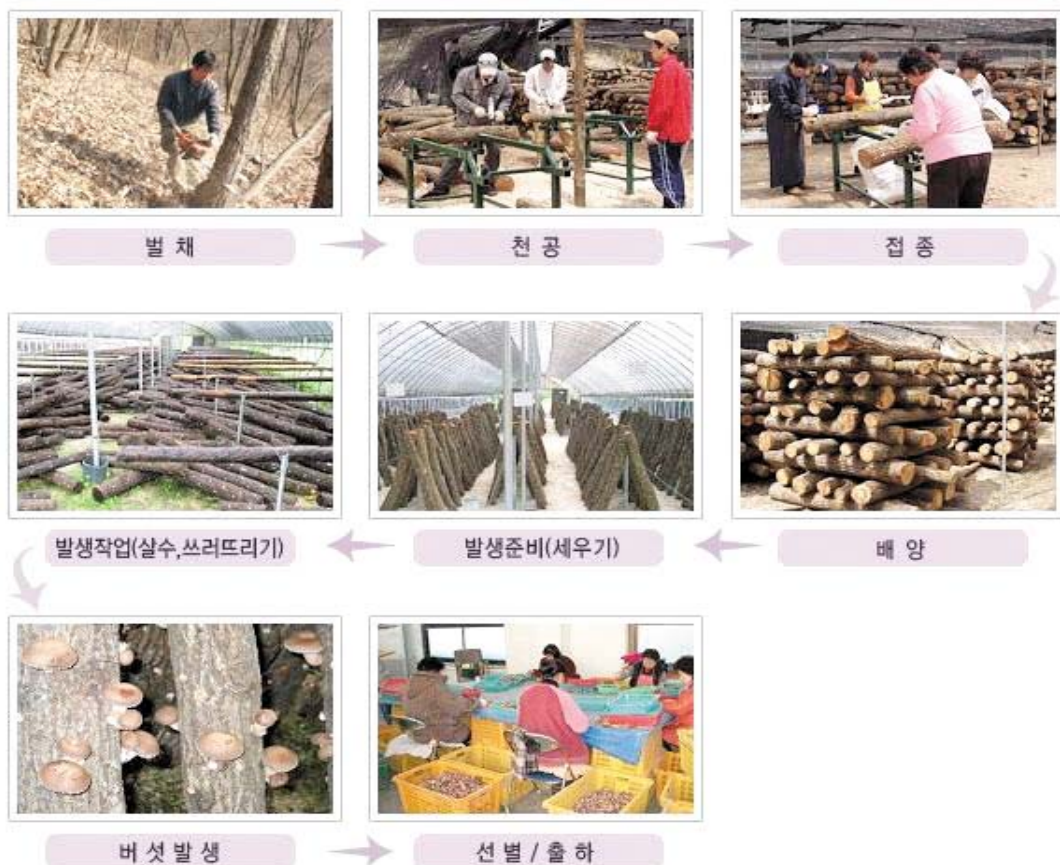 벌 채
천 공
접 종
배 양
발생준비(세우기)
발생작업(살수,쓰러뜨리기)
버 섯 발 생
선 별 / 출 하